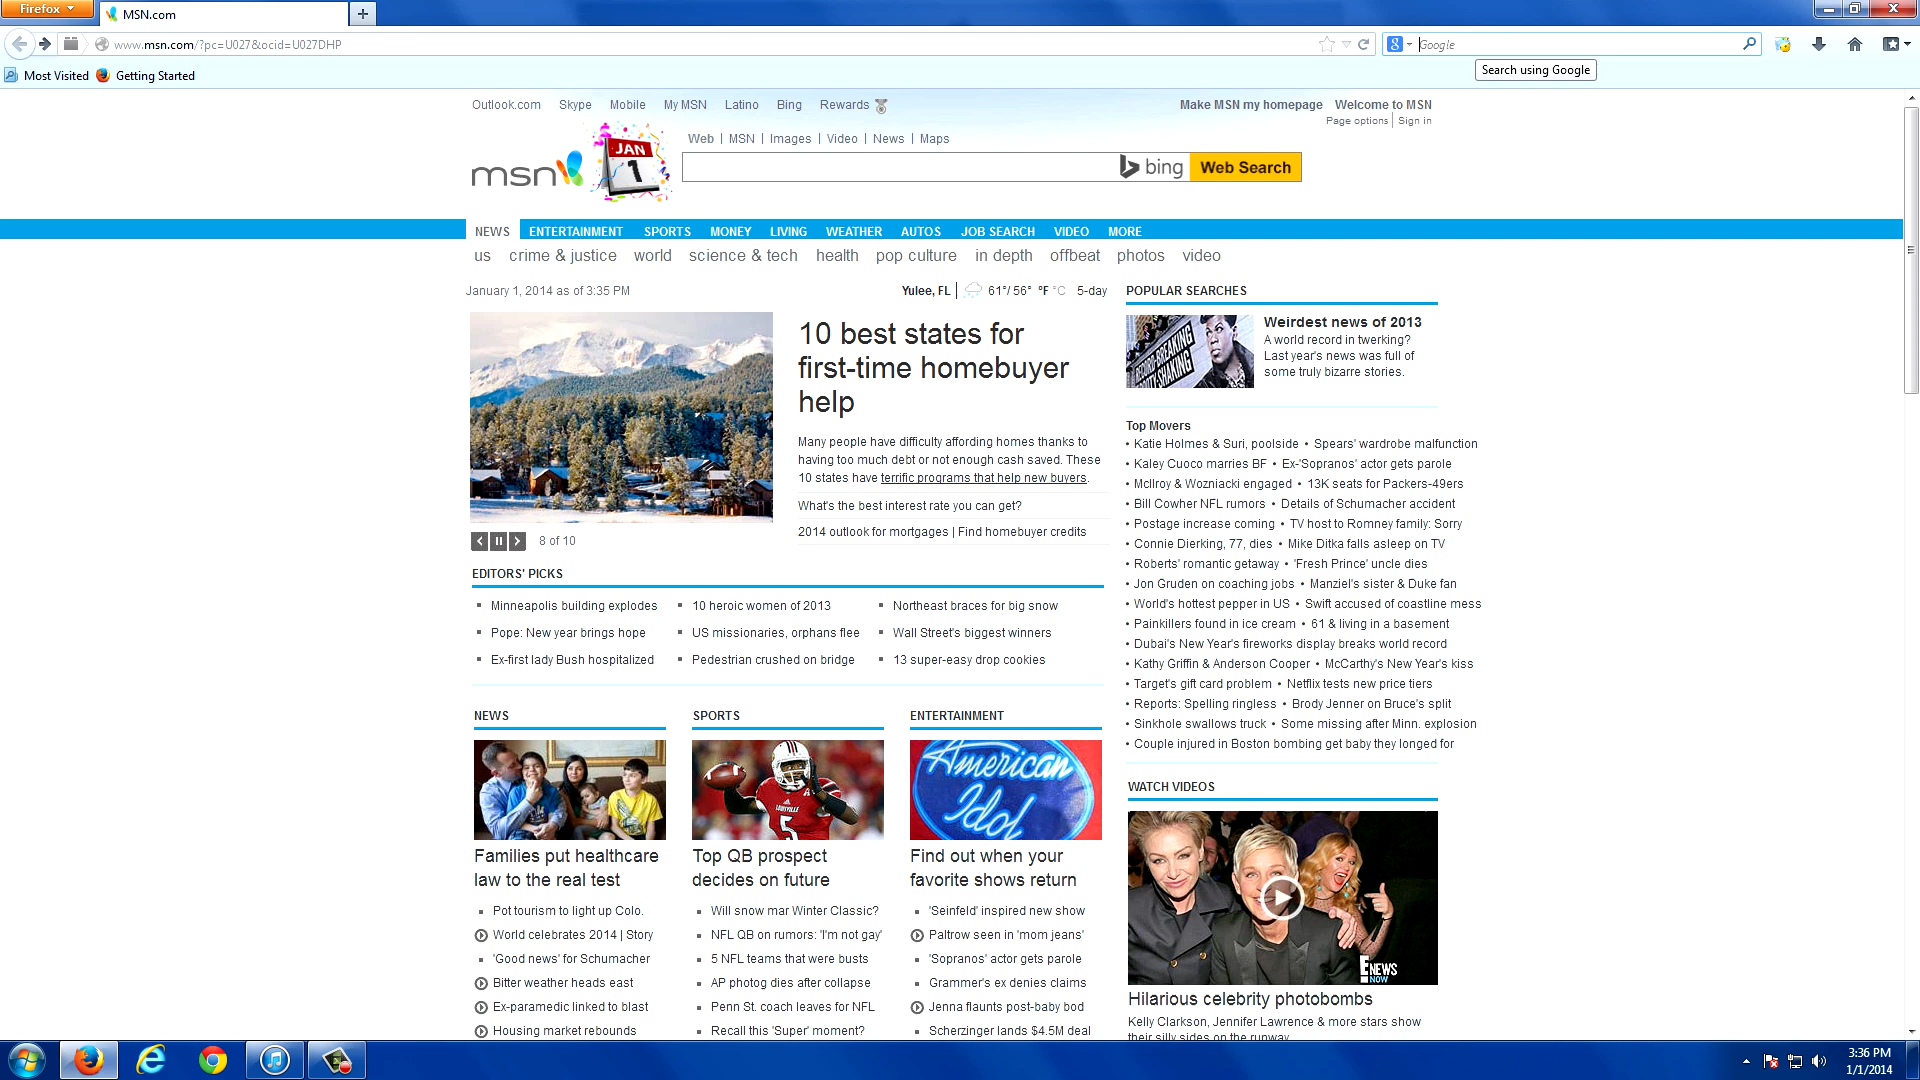 Firefox
MSN.com
www.msn.com/?pc=U027&ocid=U027DHP
Google
Most Visited
Getting Started
Search using Google
Outlook.com Skype Mobile My MSN Latino Bing Rewards
Make MSN my homepage Welcome to MSN
Page options | Sign in
JAN
1
msn
Web | MSN | Images | Video | News | Maps
bing
Web Search
NEWS ENTERTAINMENT SPORTS MONEY LIVING WEATHER AUTOS JOB SEARCH VIDEO MORE
us crime & justice world science & tech health pop culture in depth offbeat photos video
January 1, 2014 as of 3:35 PM
Yulee, FL | 61°/ 56° °F °C 5-day
10 best states for
first-time homebuyer
help
Many people have difficulty affording homes thanks to
having too much debt or not enough cash saved. These
10 states have terrific programs that help new buyers.
What's the best interest rate you can get?
2014 outlook for mortgages | Find homebuyer credits
8 of 10
EDITORS' PICKS
▪ Minneapolis building explodes ▪ 10 heroic women of 2013 ▪ Northeast braces for big snow
▪ Pope: New year brings hope ▪ US missionaries, orphans flee ▪ Wall Street's biggest winners
▪ Ex-first lady Bush hospitalized ▪ Pedestrian crushed on bridge ▪ 13 super-easy drop cookies
NEWS
Families put healthcare
law to the real test
▪ Pot tourism to light up Colo.
World celebrates 2014 | Story
▪ 'Good news' for Schumacher
Bitter weather heads east
Ex-paramedic linked to blast
Housing market rebounds
SPORTS
LOUISVILLE
5
Top QB prospect
decides on future
▪ Will snow mar Winter Classic?
▪ NFL QB on rumors: 'I'm not gay'
▪ 5 NFL teams that were busts
▪ AP photog dies after collapse
▪ Penn St. coach leaves for NFL
▪ Recall this 'Super' moment?
ENTERTAINMENT
American
Idol
Find out when your
favorite shows return
▪ 'Seinfeld' inspired new show
Paltrow seen in 'mom jeans'
▪ 'Sopranos' actor gets parole
▪ Grammer's ex denies claims
Jenna flaunts post-baby bod
▪ Scherzinger lands $4.5M deal
POPULAR SEARCHES
RECORD-BREAKING
Weirdest news of 2013
A world record in twerking?
Last year's news was full of
some truly bizarre stories.
Top Movers
• Katie Holmes & Suri, poolside • Spears' wardrobe malfunction
• Kaley Cuoco marries BF • Ex-'Sopranos' actor gets parole
• McIlroy & Wozniacki engaged • 13K seats for Packers-49ers
• Bill Cowher NFL rumors • Details of Schumacher accident
• Postage increase coming • TV host to Romney family: Sorry
• Connie Dierking, 77, dies • Mike Ditka falls asleep on TV
• Roberts' romantic getaway • 'Fresh Prince' uncle dies
• Jon Gruden on coaching jobs • Manziel's sister & Duke fan
• World's hottest pepper in US • Swift accused of coastline mess
• Painkillers found in ice cream • 61 & living in a basement
• Dubai's New Year's fireworks display breaks world record
• Kathy Griffin & Anderson Cooper • McCarthy's New Year's kiss
• Target's gift card problem • Netflix tests new price tiers
• Reports: Spelling ringless • Brody Jenner on Bruce's split
• Sinkhole swallows truck • Some missing after Minn. explosion
• Couple injured in Boston bombing get baby they longed for
WATCH VIDEOS
E NEWS
NOW
Hilarious celebrity photobombs
Kelly Clarkson, Jennifer Lawrence & more stars show
their silly sides on the runway
3:36 PM
1/1/2014